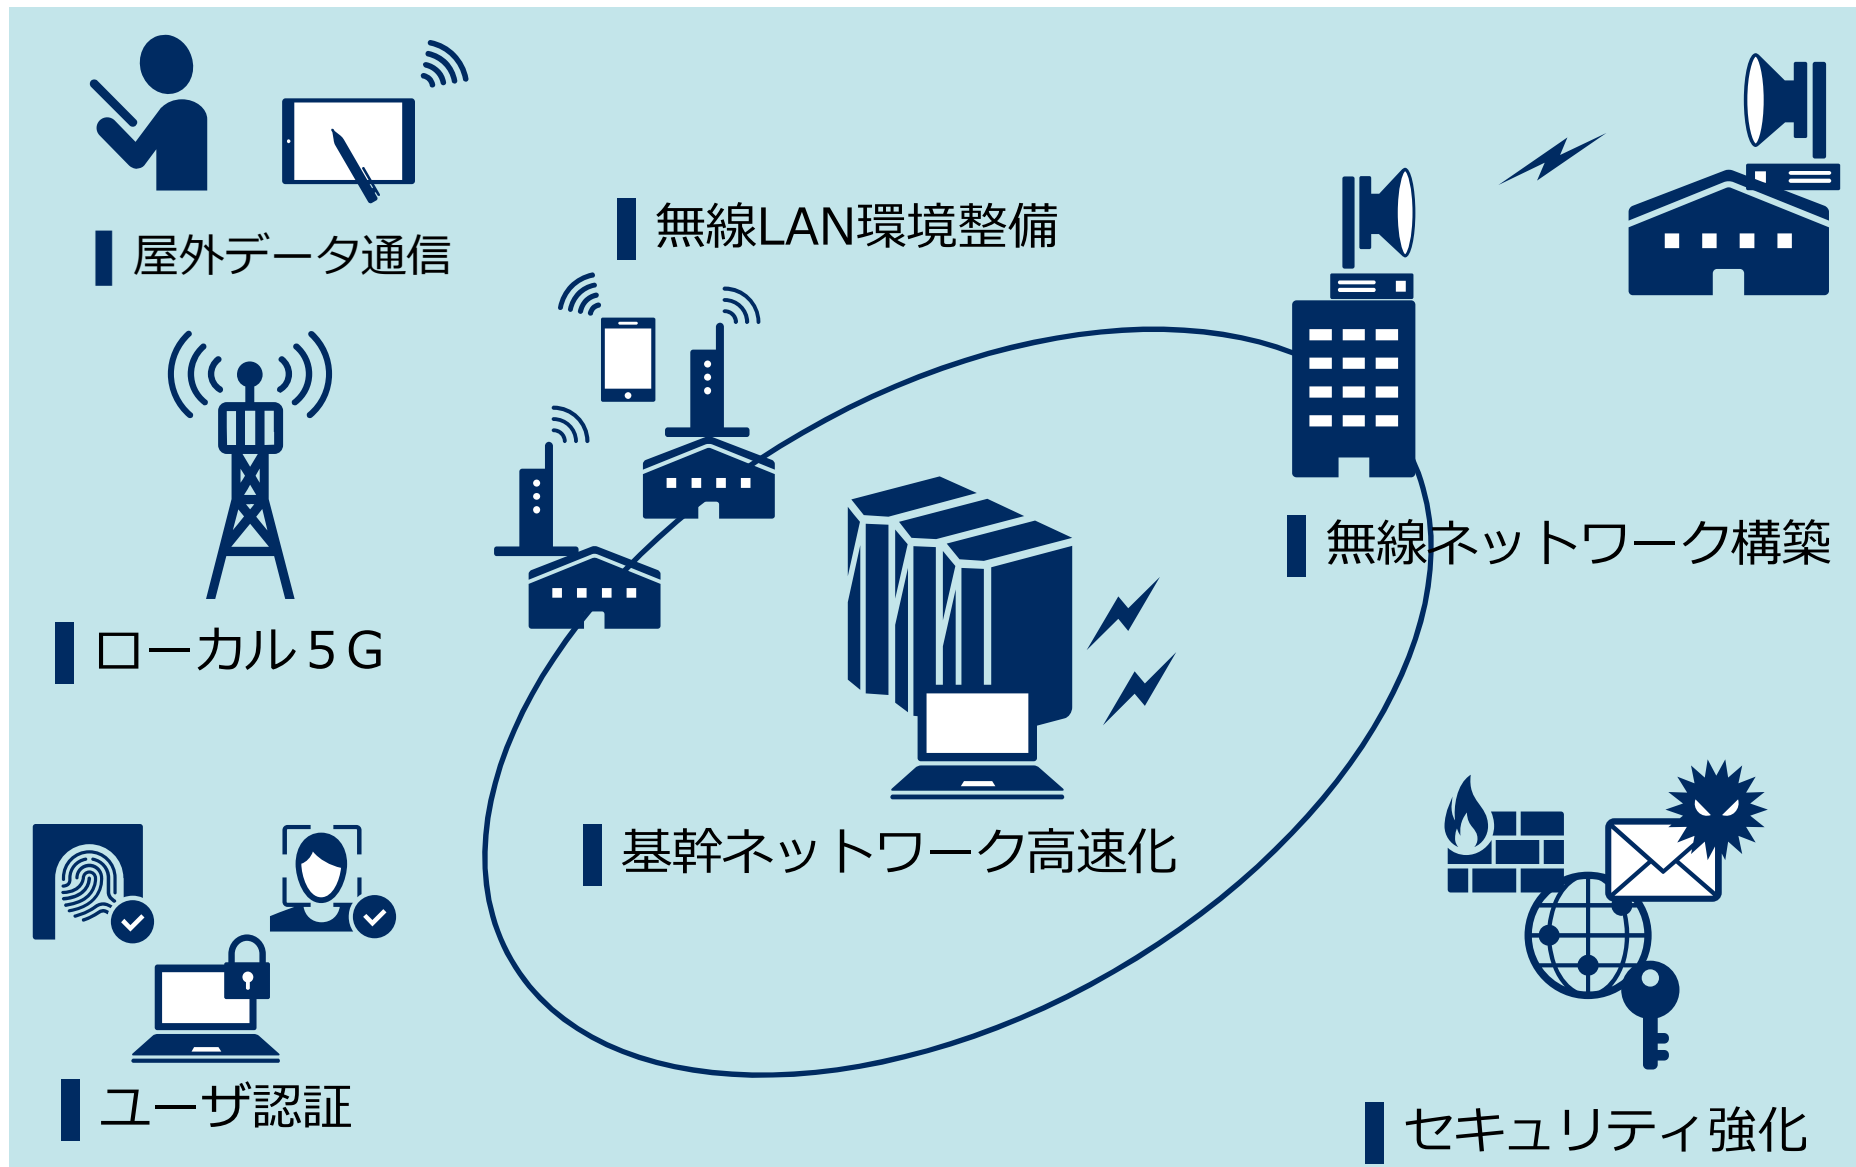 屋外データ通信
無線LAN環境整備
無線ネットワーク構築
ローカル５G
基幹ネットワーク高速化
ユーザ認証
セキュリティ強化